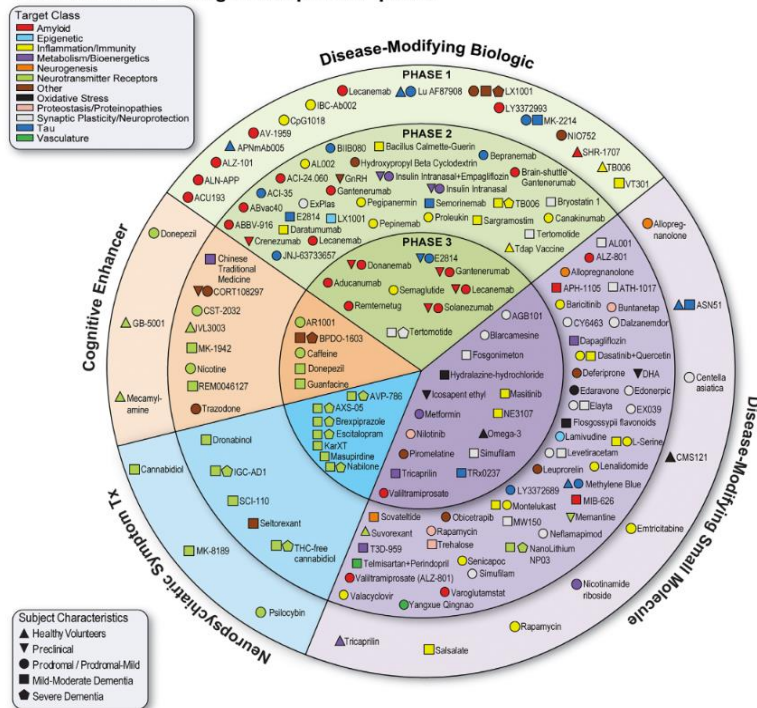 Target Class
Amyloid
Epigenetic
Inflammation/Immunity
Metabolism/Bioenergetics
Neurogenesis
Neurotransmitter Receptors
Other
Oxidative Stress
Proteostasis/Proteinopathies
Synaptic Plasticity/Neuroprotection
Tau
Vasculature
Disease-Modifying Biologic
PHASE 1
Lecanemab
Lu AF87908
LX1001
IBC-Ab002
LY3372993
CpG1018
MK-2214
AV-1959
NIO752
APNmAb005
SHR-1707
ALZ-101
TB006
ALN-APP
VT301
ACU193
PHASE 2
BIIB080
Bacillus Calmette-Guerin
AL002
Hydroxypropyl Beta Cyclodextrin
Bepranemab
ACI-24.060
GnRH
Insulin Intranasal+Empagliflozin
Brain-shuttle
Gantenerumab
ACI-35
Gantenerumab
Insulin Intranasal
ABvac40
ExPlas
Pegipanermin
Semorinemab
TB006
Bryostatin 1
E2814
LX1001
Canakinumab
ABBV-916
Daratumumab
Pepinemab
Proleukin
Sargramostim
Crenezumab
Lecanemab
Tertomotide
JNJ-63733657
Tdap Vaccine
PHASE 3
Donanemab
E2814
Aducanumab
Gantenerumab
Semaglutide
Lecanemab
Remternetug
Solanezumab
Tertomotide
Cognitive Enhancer
Donepezil
GB-5001
Mecamyl-
amine
Chinese
Traditional
Medicine
CORT108297
CST-2032
IVL3003
MK-1942
Nicotine
REM0046127
Trazodone
AR1001
BPDO-1603
Caffeine
Donepezil
Guanfacine
Neuropsychiatric Symptom Tx
AVP-786
AXS-05
Brexpiprazole
Escitalopram
KarXT
Masupirdine
Nabilone
Dronabinol
IGC-AD1
SCI-110
Seltorexant
THC-free
cannabidiol
Cannabidiol
MK-8189
Psilocybin
Disease-Modifying Small Molecule
AGB101
Blarcamesine
Fosgonimeton
Hydralazine-hydrochloride
Icosapent ethyl
Masitinib
Metformin
NE3107
Nilotinib
Omega-3
Piromelatine
Simufilam
Tricaprilin
TRx0237
Valiltramiprosate
AL001
ALZ-801
Allopregnanolone
APH-1105
ATH-1017
Baricitinib
Buntanetap
CY6463
Dalzanemdor
Dapagliflozin
Dasatinib+Quercetin
Deferiprone
DHA
Edaravone
Edonerpic
Elayta
EX039
Flosgossypii flavonoids
Lamivudine
L-Serine
Levetiracetam
Leuprorelin
Lenalidomide
LY3372689
Methylene Blue
MIB-626
Montelukast
Memantine
MW150
Neflamapimod
NanoLithium
NP03
Obicetrapib
Rapamycin
Trehalose
Senicapoc
Simufilam
Varoglutamstat
Sovateltide
Suvorexant
T3D-959
Telmisartan+Perindopril
Valiltramiprosate (ALZ-801)
Valacyclovir
Yangxue Qingnao
Allopreg-
nanolone
ASN51
Centella
asiatica
CMS121
Emtricitabine
Nicotinamide
riboside
Rapamycin
Salsalate
Tricaprilin
Subject Characteristics
Healthy Volunteers
Preclinical
Prodromal / Prodromal-Mild
Mild-Moderate Dementia
Severe Dementia